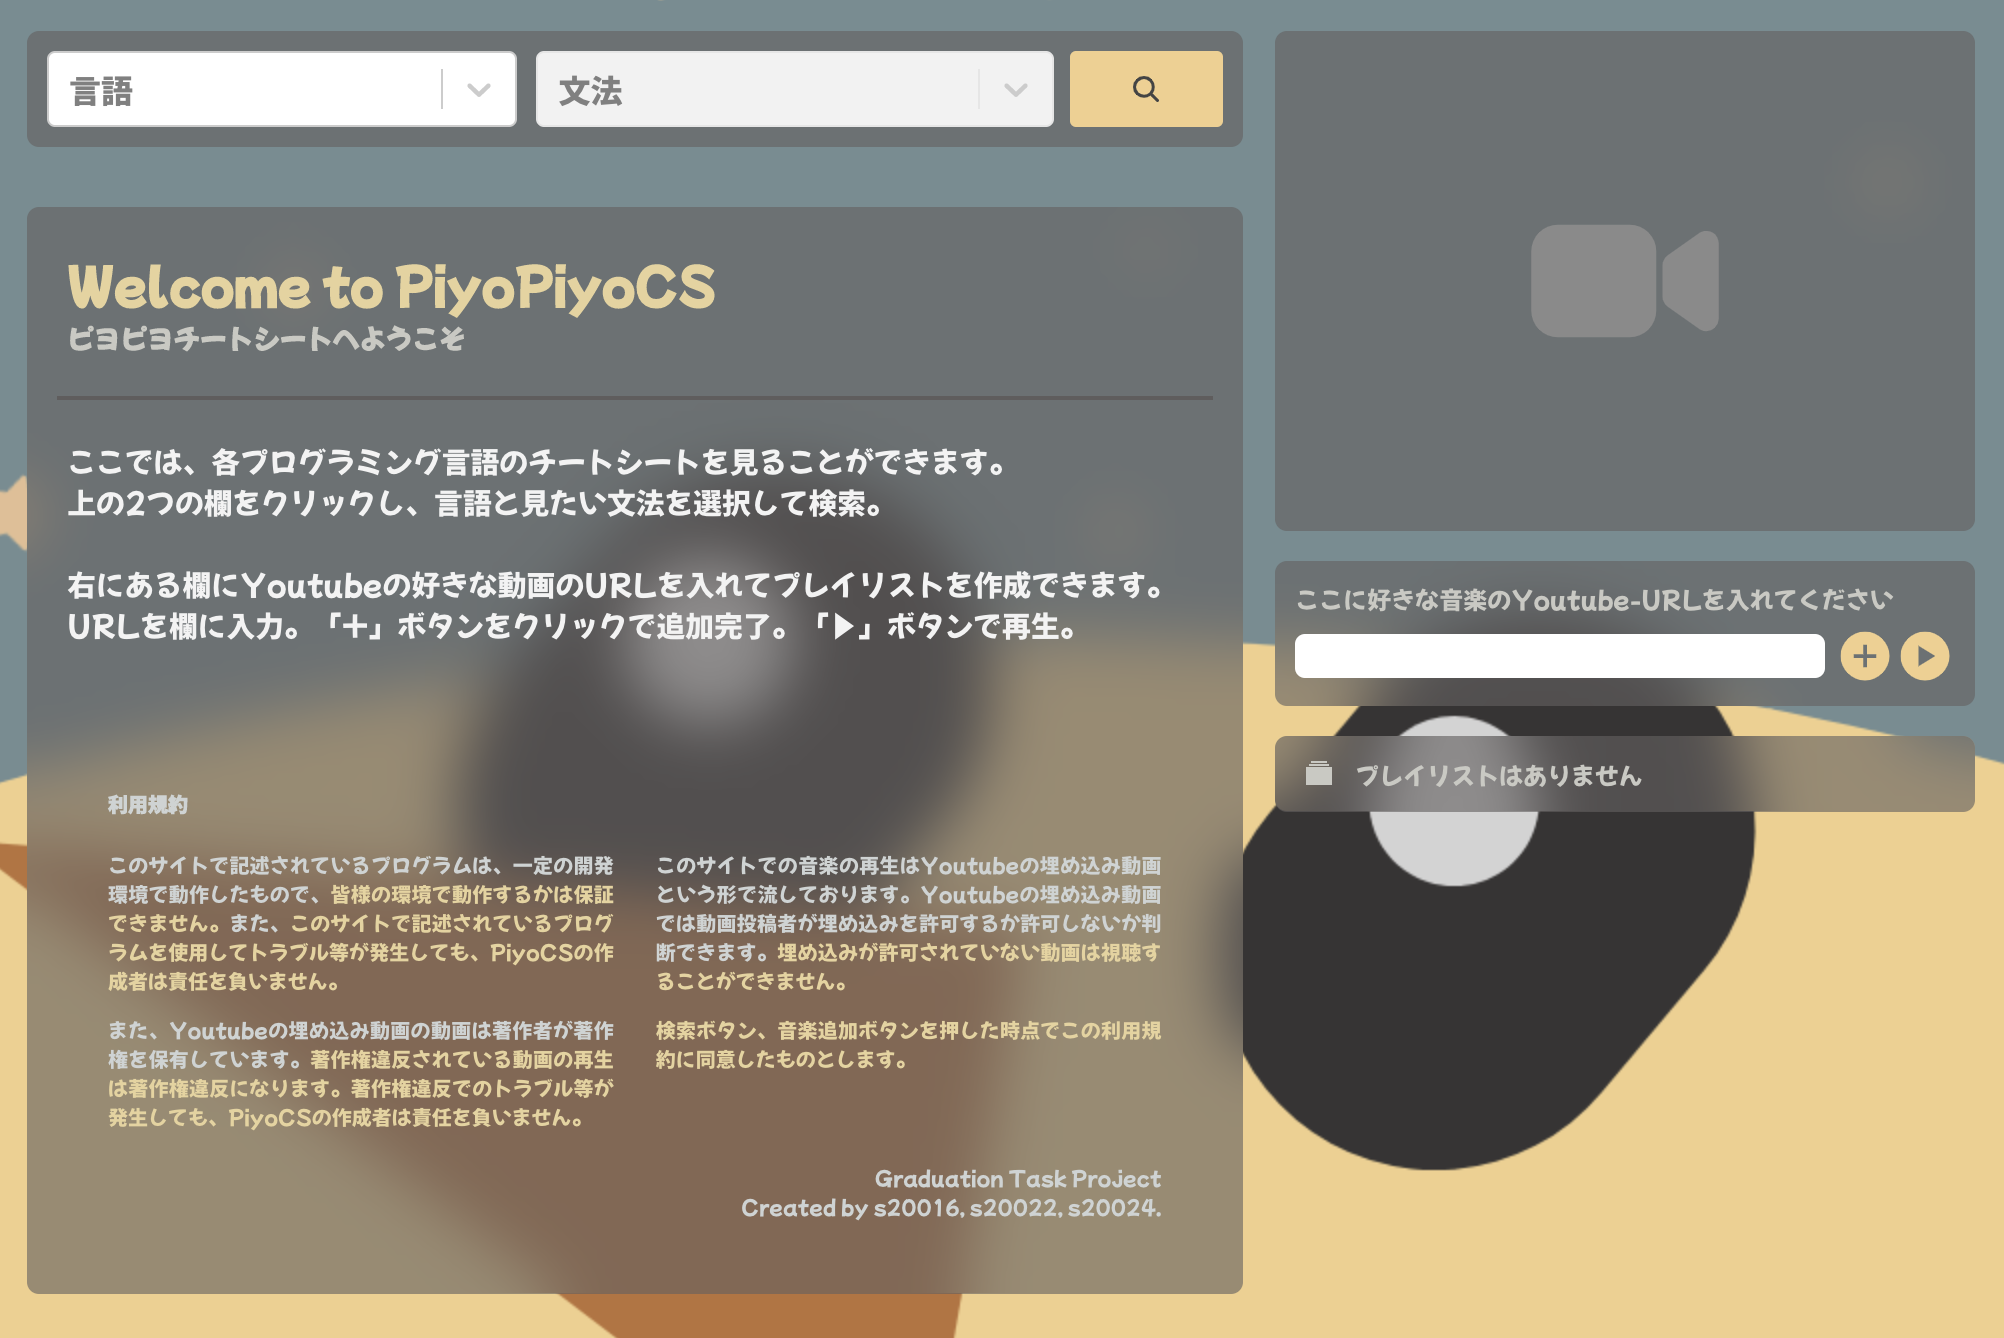 言語
文法
Welcome to PiyoPiyoCS
ピヨピヨチートシートへようこそ
ここでは、各プログラミング言語のチートシートを見ることができます。
上の2つの欄をクリックし、言語と見たい文法を選択して検索。
右にある欄にYoutubeの好きな動画のURLを入れてプレイリストを作成できます。
URLを欄に入力。「+」ボタンをクリックで追加完了。「▶」ボタンで再生。
利用規約
このサイトで記述されているプログラムは、一定の開発
環境で動作したもので、皆様の環境で動作するかは保証
できません。また、このサイトで記述されているプログ
ラムを使用してトラブル等が発生しても、PiyoCSの作
成者は責任を負いません。
また、Youtubeの埋め込み動画の動画は著作者が著作
権を保有しています。著作権違反されている動画の再生
は著作権違反になります。著作権違反でのトラブル等が
発生しても、PiyoCSの作成者は責任を負いません。
このサイトでの音楽の再生はYoutubeの埋め込み動画
という形で流しております。Youtubeの埋め込み動画
では動画投稿者が埋め込みを許可するか許可しないか判
断できます。埋め込みが許可されていない動画は視聴す
ることができません。
検索ボタン、音楽追加ボタンを押した時点でこの利用規
約に同意したものとします。
Graduation Task Project
Created by s20016, s20022, s20024.
ここに好きな音楽のYoutube-URLを入れてください
プレイリストはありません